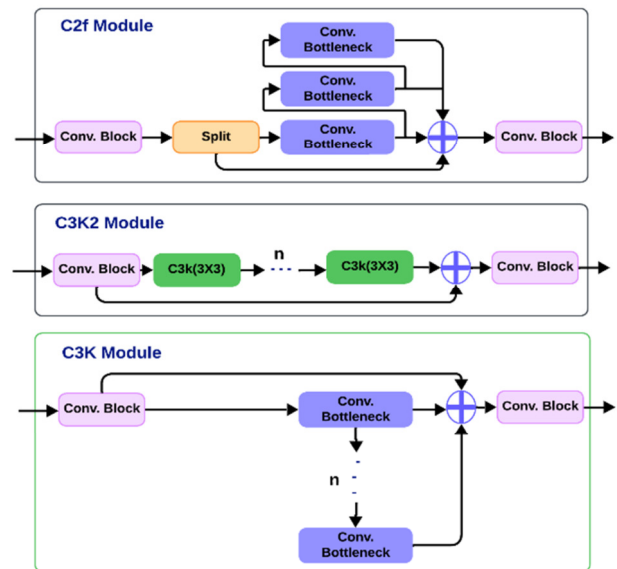 C2f Module
Conv.
Bottleneck
Conv.
Bottleneck
Conv. Block
Split
Conv.
Bottleneck
Conv. Block
C3K2 Module
Conv. Block
C3k(3X3)
n
C3k(3X3)
Conv. Block
C3K Module
Conv. Block
Conv.
Bottleneck
Conv. Block
n
Conv.
Bottleneck